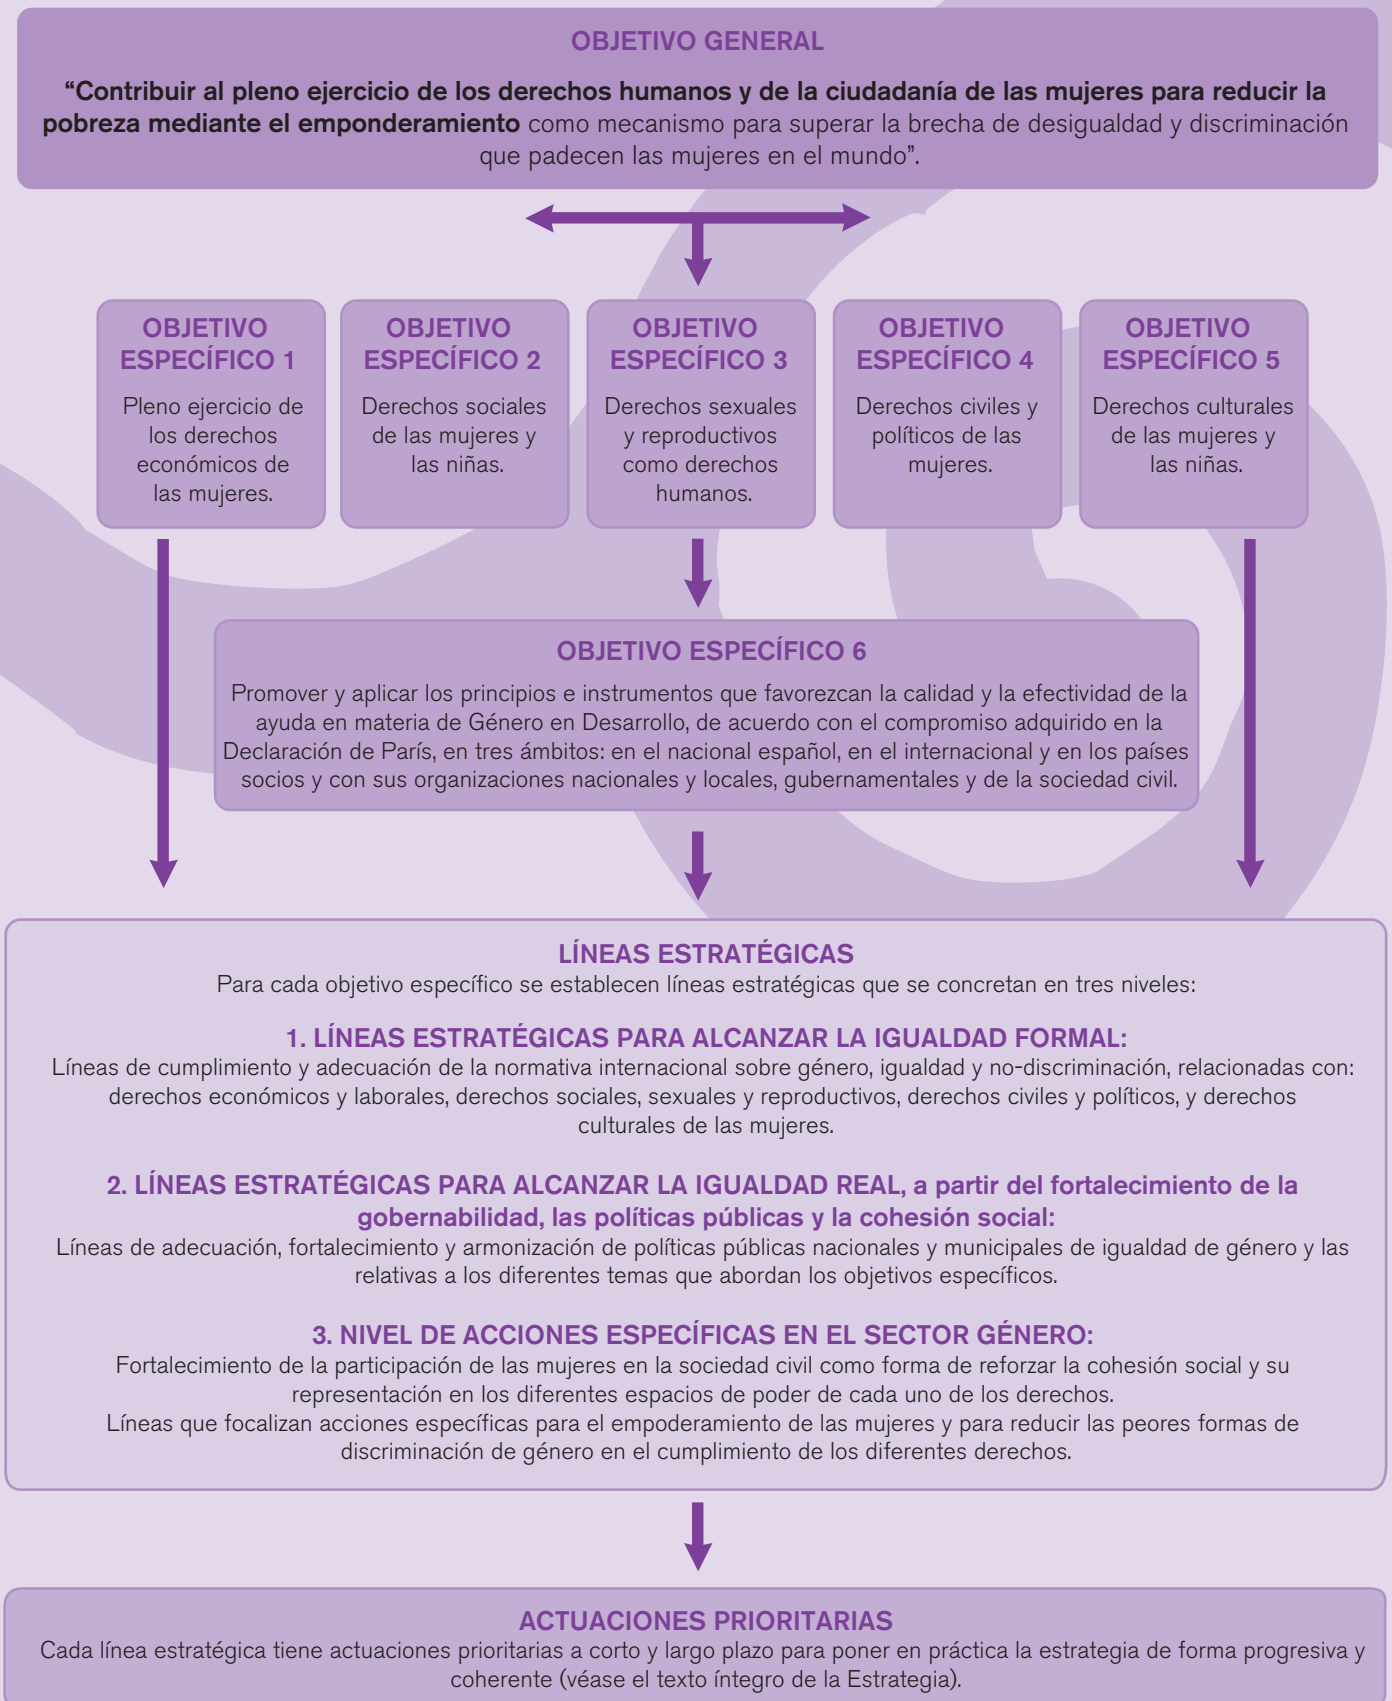 OBJETIVO GENERAL
“Contribuir al pleno ejercicio de los derechos humanos y de la ciudadanía de las mujeres para reducir la
pobreza mediante el emponderamiento como mecanismo para superar la brecha de desigualdad y discriminación
que padecen las mujeres en el mundo”.
OBJETIVO
ESPECÍFICO 1
Pleno ejercicio de
los derechos
económicos de
las mujeres.
OBJETIVO
ESPECÍFICO 2
Derechos sociales
de las mujeres y
las niñas.
OBJETIVO
ESPECÍFICO 3
Derechos sexuales
y reproductivos
como derechos
humanos.
OBJETIVO
ESPECÍFICO 4
Derechos civiles y
políticos de las
mujeres.
OBJETIVO
ESPECÍFICO 5
Derechos culturales
de las mujeres y
las niñas.
OBJETIVO ESPECÍFICO 6
Promover y aplicar los principios e instrumentos que favorezcan la calidad y la efectividad de la
ayuda en materia de Género en Desarrollo, de acuerdo con el compromiso adquirido en la
Declaración de París, en tres ámbitos: en el nacional español, en el internacional y en los países
socios y con sus organizaciones nacionales y locales, gubernamentales y de la sociedad civil.
LÍNEAS ESTRATÉGICAS
Para cada objetivo específico se establecen líneas estratégicas que se concretan en tres niveles:
1. LÍNEAS ESTRATÉGICAS PARA ALCANZAR LA IGUALDAD FORMAL:
Líneas de cumplimiento y adecuación de la normativa internacional sobre género, igualdad y no-discriminación, relacionadas con:
derechos económicos y laborales, derechos sociales, sexuales y reproductivos, derechos civiles y políticos, y derechos
culturales de las mujeres.
2. LÍNEAS ESTRATÉGICAS PARA ALCANZAR LA IGUALDAD REAL, a partir del fortalecimiento de la
gobernabilidad, las políticas públicas y la cohesión social:
Líneas de adecuación, fortalecimiento y armonización de políticas públicas nacionales y municipales de igualdad de género y las
relativas a los diferentes temas que abordan los objetivos específicos.
3. NIVEL DE ACCIONES ESPECÍFICAS EN EL SECTOR GÉNERO:
Fortalecimiento de la participación de las mujeres en la sociedad civil como forma de reforzar la cohesión social y su
representación en los diferentes espacios de poder de cada uno de los derechos.
Líneas que focalizan acciones específicas para el empoderamiento de las mujeres y para reducir las peores formas de
discriminación de género en el cumplimiento de los diferentes derechos.
ACTUACIONES PRIORITARIAS
Cada línea estratégica tiene actuaciones prioritarias a corto y largo plazo para poner en práctica la estrategia de forma progresiva y
coherente (véase el texto íntegro de la Estrategia).